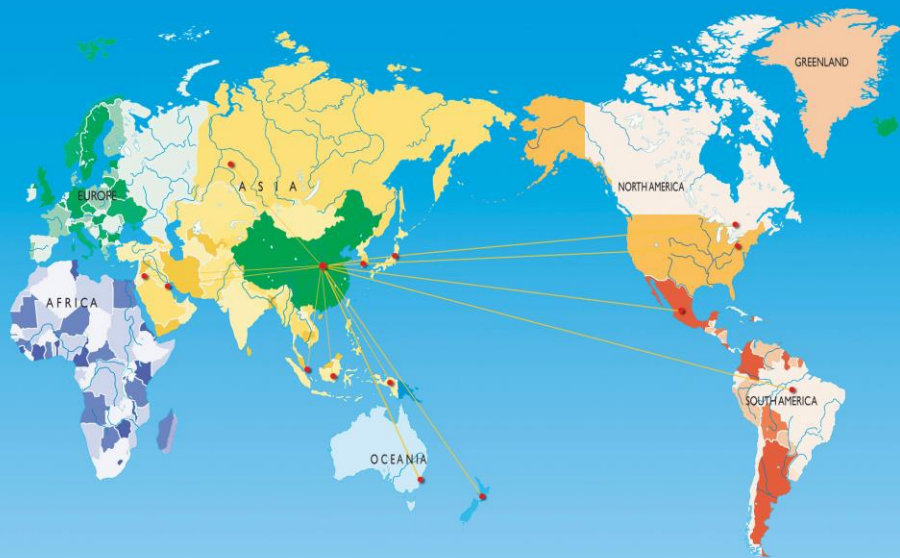 GREENLAND
ASIA
NORTH AMERICA
EUROPE
AFRICA
SOUTH AMERICA
OCEANIA